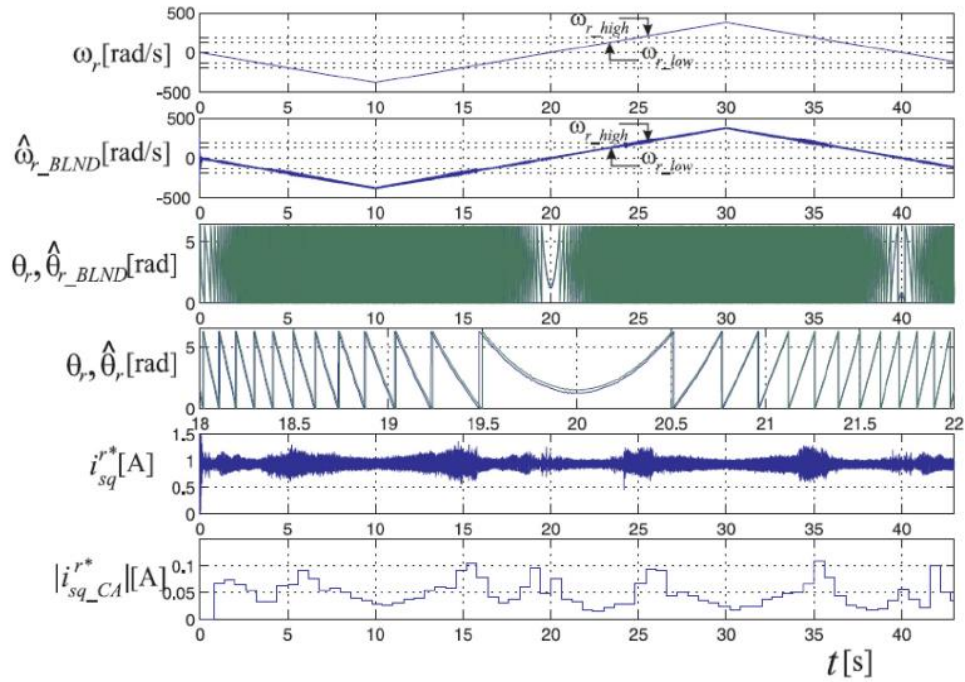 500
ω_r_high
ω_r[rad/s] 0
ω_r_low
-500
0 5 10 15 20 25 30 35 40
500
ω_r_high
ω̂_r_BLND[rad/s] 0
ω_r_low
-500
0 5 10 15 20 25 30 35 40
5
θ_r, θ̂_r_BLND[rad]
0
0 5 10 15 20 25 30 35 40
5
θ_r, θ̂_r[rad]
0
18 18.5 19 19.5 20 20.5 21 21.5 22
1.5
i_sq^r*[A] 1
0.5
0
0 5 10 15 20 25 30 35 40
0.1
|i_sq_CA^r*|[A] 0.05
0
0 5 10 15 20 25 30 35 40
t[s]